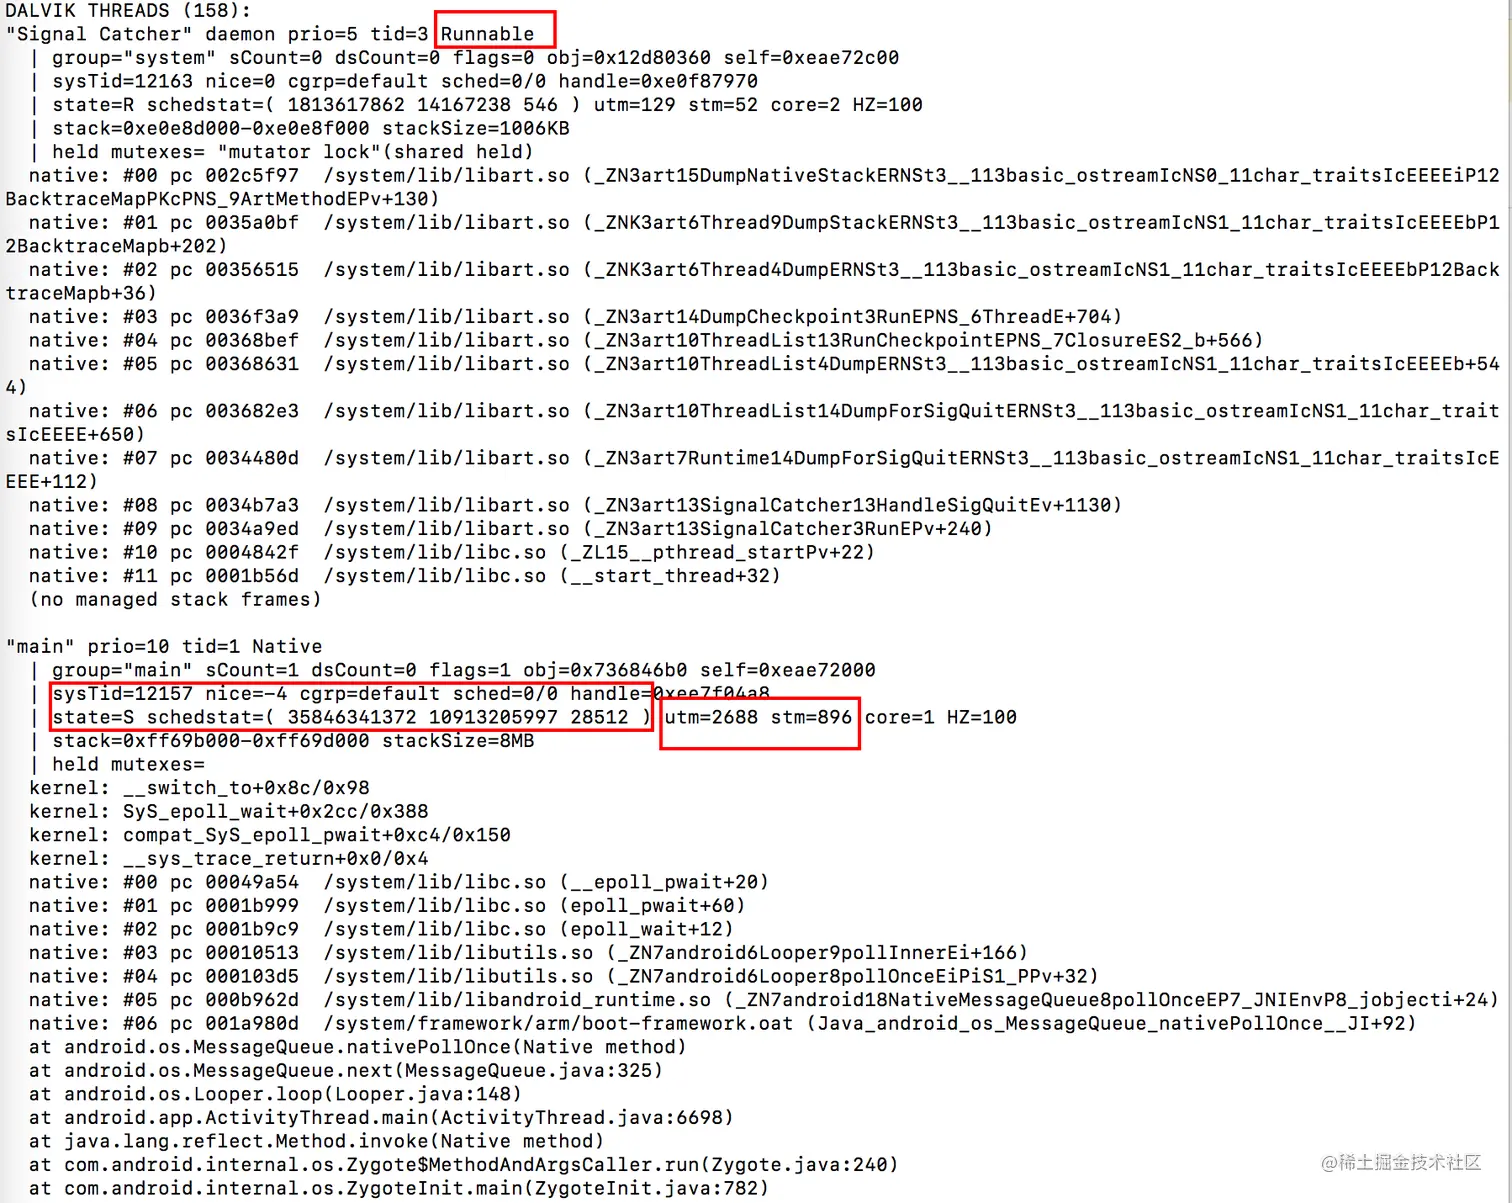 DALVIK THREADS (158):
"Signal Catcher" daemon prio=5 tid=3 Runnable
  | group="system" sCount=0 dsCount=0 flags=0 obj=0x12d80360 self=0xeae72c00
  | sysTid=12163 nice=0 cgrp=default sched=0/0 handle=0xe0f87970
  | state=R schedstat=( 1813617862 14167238 546 ) utm=129 stm=52 core=2 HZ=100
  | stack=0xe0e8d000-0xe0e8f000 stackSize=1006KB
  | held mutexes= "mutator lock"(shared held)
  native: #00 pc 002c5f97  /system/lib/libart.so (_ZN3art15DumpNativeStackERNSt3__113basic_ostreamIcNS0_11char_traitsIcEEEEiP12
BacktraceMapPKcPNS_9ArtMethodEPv+130)
  native: #01 pc 0035a0bf  /system/lib/libart.so (_ZNK3art6Thread9DumpStackERNSt3__113basic_ostreamIcNS1_11char_traitsIcEEEEbP1
2BacktraceMapb+202)
  native: #02 pc 00356515  /system/lib/libart.so (_ZNK3art6Thread4DumpERNSt3__113basic_ostreamIcNS1_11char_traitsIcEEEEbP12Back
traceMapb+36)
  native: #03 pc 0036f3a9  /system/lib/libart.so (_ZN3art14DumpCheckpoint3RunEPNS_6ThreadE+704)
  native: #04 pc 00368bef  /system/lib/libart.so (_ZN3art10ThreadList13RunCheckpointEPNS_7ClosureES2_b+566)
  native: #05 pc 00368631  /system/lib/libart.so (_ZN3art10ThreadList4DumpERNSt3__113basic_ostreamIcNS1_11char_traitsIcEEEEb+54
4)
  native: #06 pc 003682e3  /system/lib/libart.so (_ZN3art10ThreadList14DumpForSigQuitERNSt3__113basic_ostreamIcNS1_11char_trait
sIcEEEE+650)
  native: #07 pc 0034480d  /system/lib/libart.so (_ZN3art7Runtime14DumpForSigQuitERNSt3__113basic_ostreamIcNS1_11char_traitsIcE
EEE+112)
  native: #08 pc 0034b7a3  /system/lib/libart.so (_ZN3art13SignalCatcher13HandleSigQuitEv+1130)
  native: #09 pc 0034a9ed  /system/lib/libart.so (_ZN3art13SignalCatcher3RunEPv+240)
  native: #10 pc 0004842f  /system/lib/libc.so (_ZL15__pthread_startPv+22)
  native: #11 pc 0001b56d  /system/lib/libc.so (__start_thread+32)
  (no managed stack frames)

"main" prio=10 tid=1 Native
  | group="main" sCount=1 dsCount=0 flags=1 obj=0x736846b0 self=0xeae72000
  | sysTid=12157 nice=-4 cgrp=default sched=0/0 handle=0xee7f04a8
  | state=S schedstat=( 35846341372 10913205997 28512 ) utm=2688 stm=896 core=1 HZ=100
  | stack=0xff69b000-0xff69d000 stackSize=8MB
  | held mutexes=
  kernel: __switch_to+0x8c/0x98
  kernel: SyS_epoll_wait+0x2cc/0x388
  kernel: compat_SyS_epoll_pwait+0xc4/0x150
  kernel: __sys_trace_return+0x0/0x4
  native: #00 pc 00049a54  /system/lib/libc.so (__epoll_pwait+20)
  native: #01 pc 0001b999  /system/lib/libc.so (epoll_pwait+60)
  native: #02 pc 0001b9c9  /system/lib/libc.so (epoll_wait+12)
  native: #03 pc 00010513  /system/lib/libutils.so (_ZN7android6Looper9pollInnerEi+166)
  native: #04 pc 000103d5  /system/lib/libutils.so (_ZN7android6Looper8pollOnceEiPiS1_PPv+32)
  native: #05 pc 000b962d  /system/lib/libandroid_runtime.so (_ZN7android18NativeMessageQueue8pollOnceEP7_JNIEnvP8_jobjecti+24)
  native: #06 pc 001a980d  /system/framework/arm/boot-framework.oat (Java_android_os_MessageQueue_nativePollOnce__JI+92)
  at android.os.MessageQueue.nativePollOnce(Native method)
  at android.os.MessageQueue.next(MessageQueue.java:325)
  at android.os.Looper.loop(Looper.java:148)
  at android.app.ActivityThread.main(ActivityThread.java:6698)
  at java.lang.reflect.Method.invoke(Native method)
  at com.android.internal.os.Zygote$MethodAndArgsCaller.run(Zygote.java:240)
  at com.android.internal.os.ZygoteInit.main(ZygoteInit.java:782)
@稀土掘金技术社区